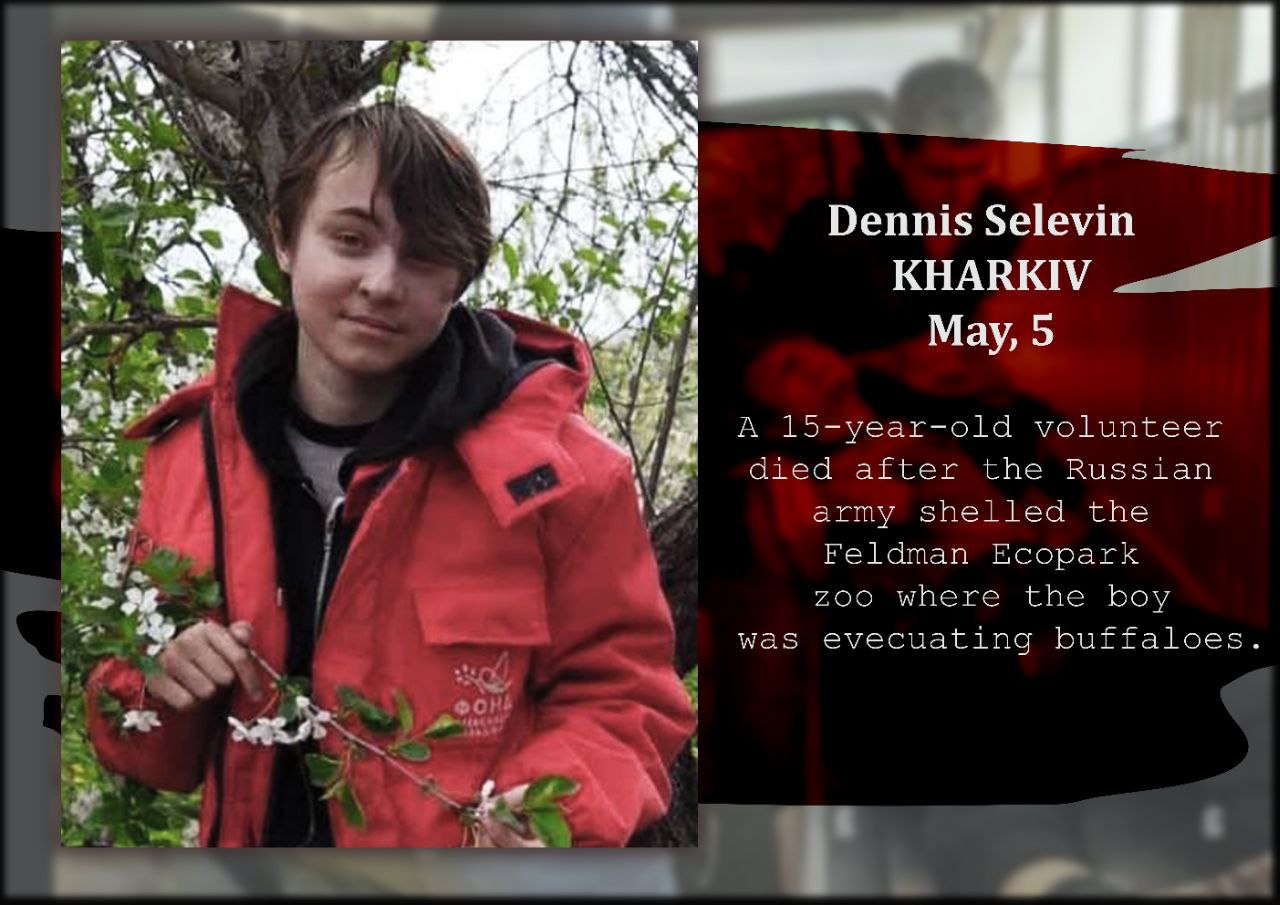 Dennis Selevin
KHARKIV
May, 5
A 15-year-old volunteer
died after the Russian
army shelled the
Feldman Ecopark
zoo where the boy
was evecuating buffaloes.
ФОНД